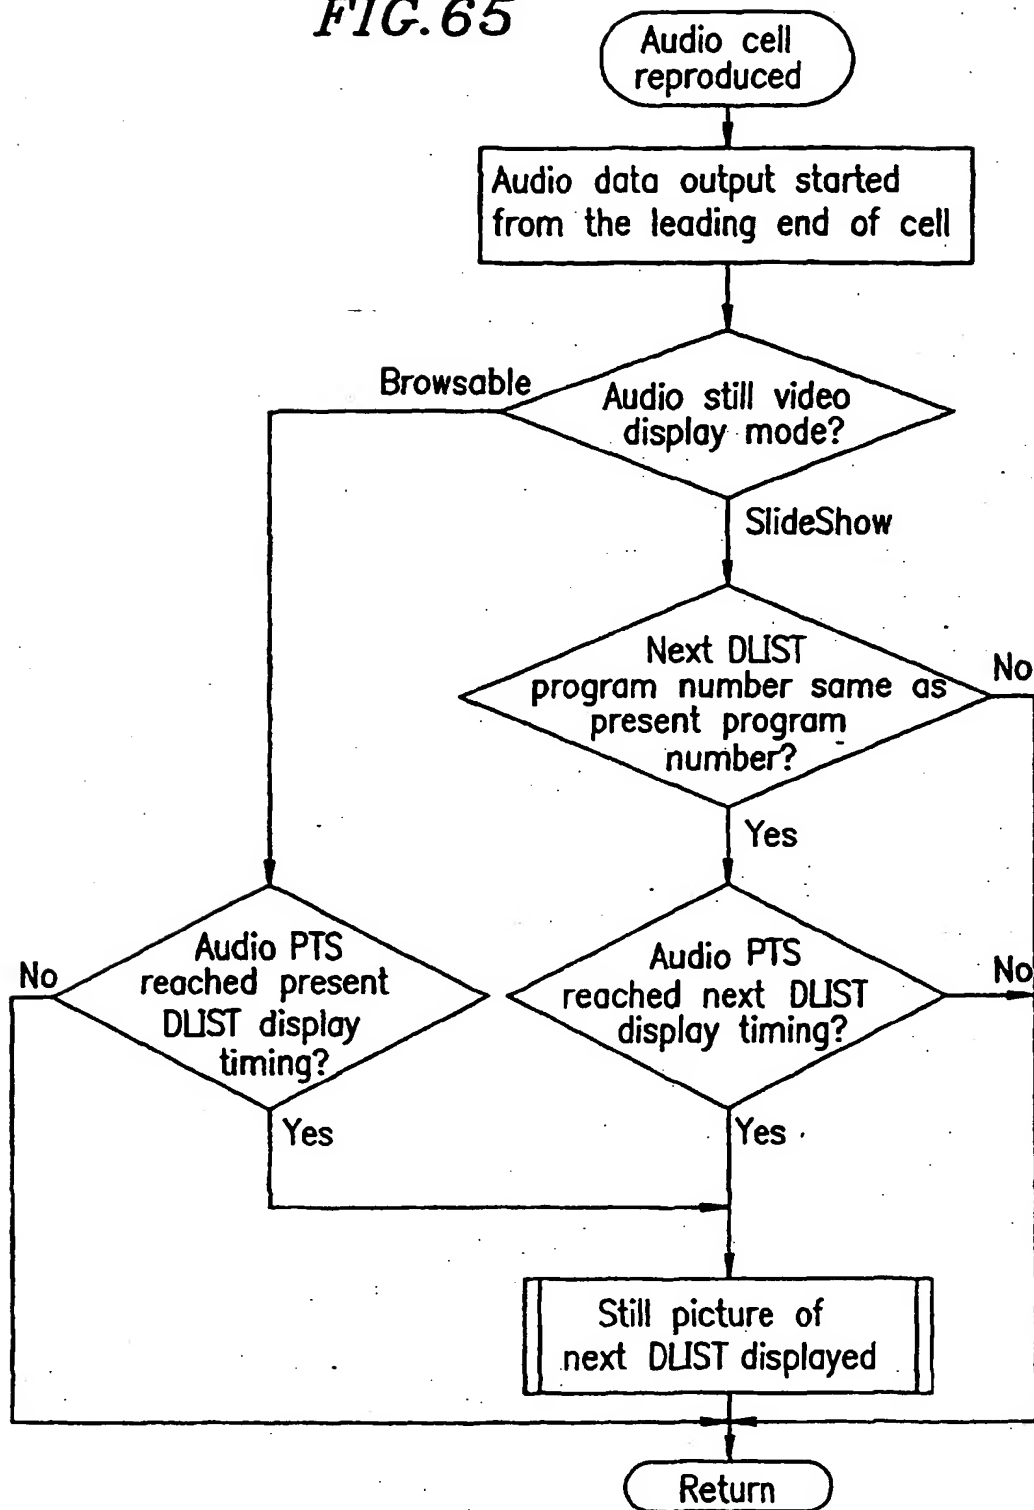 FIG.65
Audio cell
reproduced
Audio data output started
from the leading end of cell
Browsable
Audio still video
display mode?
SlideShow
Next DLIST
program number same as
present program
number?
No
Yes
Audio PTS
reached present
DLIST display
timing?
No
Yes
Audio PTS
reached next DLIST
display timing?
No
Yes
Still picture of
next DLIST displayed
Return